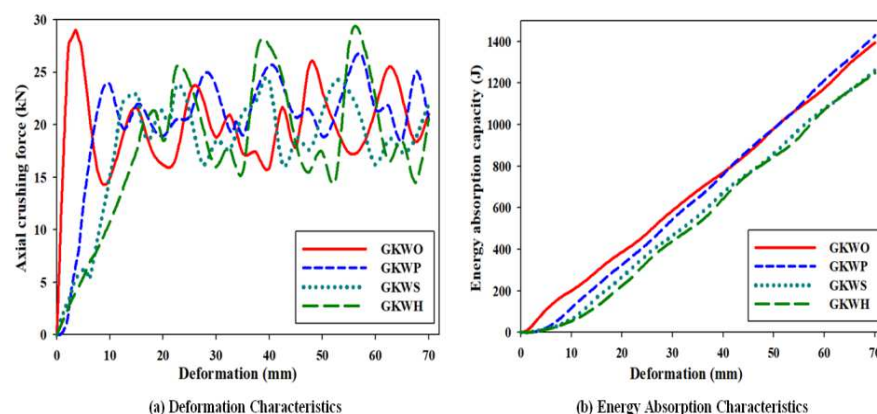 30
25
20
15
10
5
0
Axial crushing force (kN)
GKWO
GKWP
GKWS
GKWH
0 10 20 30 40 50 60 70
Deformation (mm)
(a) Deformation Characteristics
1400
1200
1000
800
600
400
200
0
Energy absorption capacity (J)
GKWO
GKWP
GKWS
GKWH
0 10 20 30 40 50 60 70
Deformation (mm)
(b) Energy Absorption Characteristics